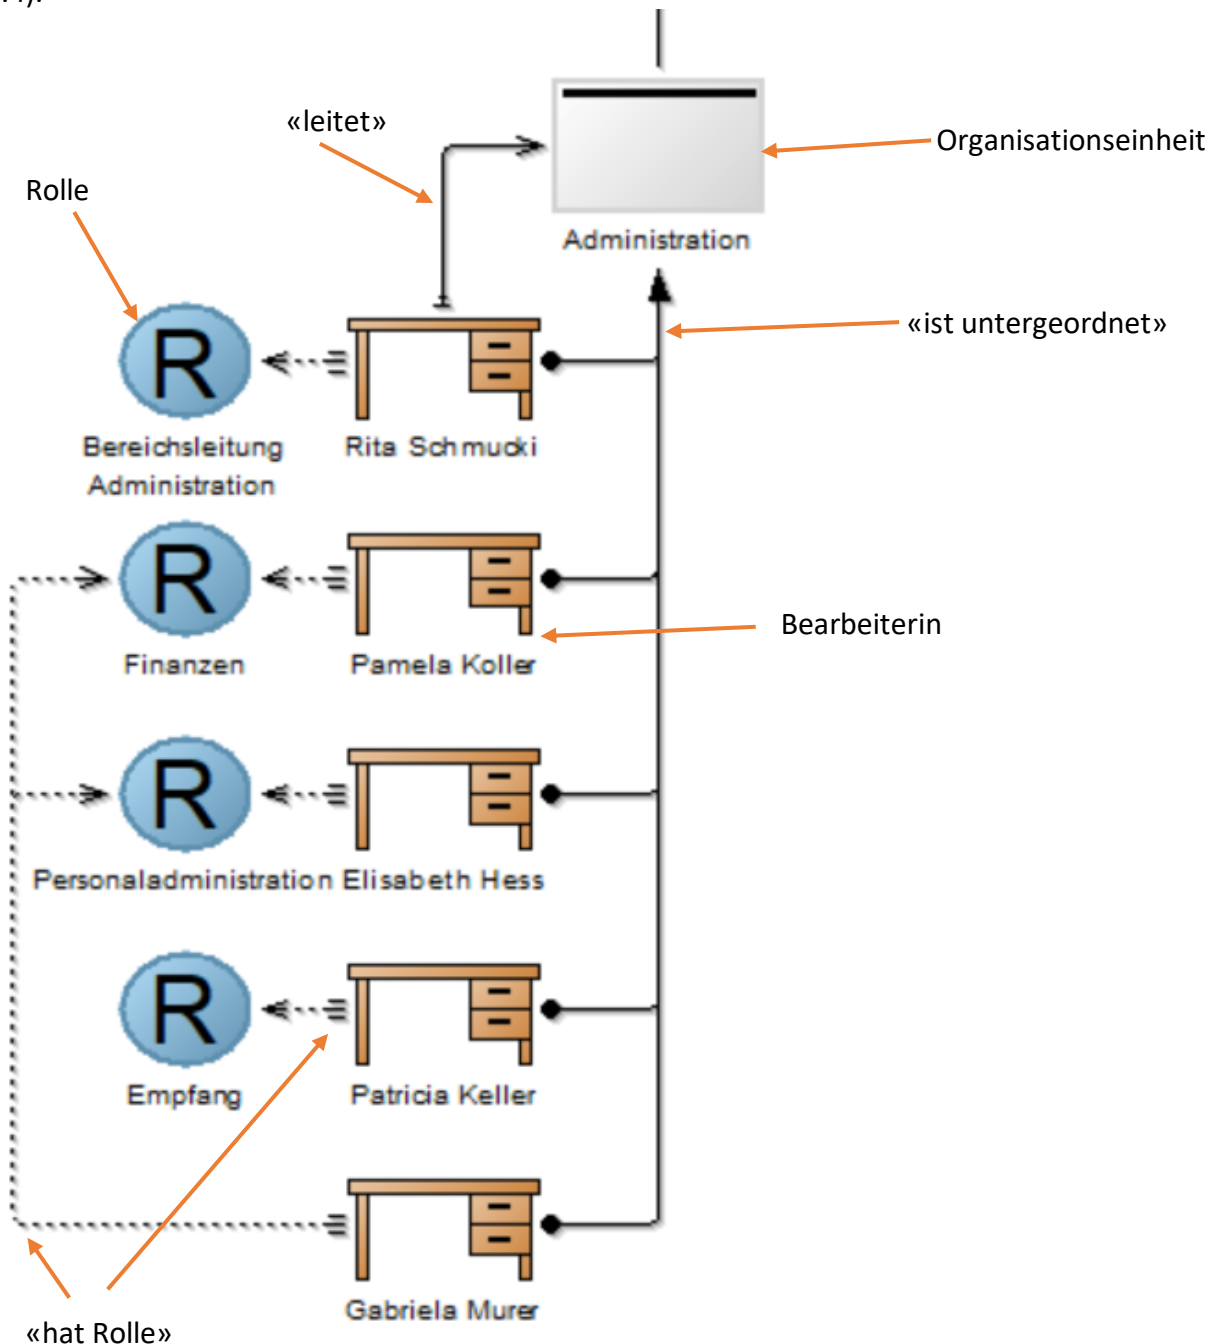 «leitet»
Organisationseinheit
Rolle
Administration
«ist untergeordnet»
R
Bereichsleitung
Administration
Rita Schmucki
R
Finanzen
Pamela Koller
Bearbeiterin
R
Personaladministration
Elisabeth Hess
R
Empfang
Patricia Keller
Gabriela Murer
«hat Rolle»